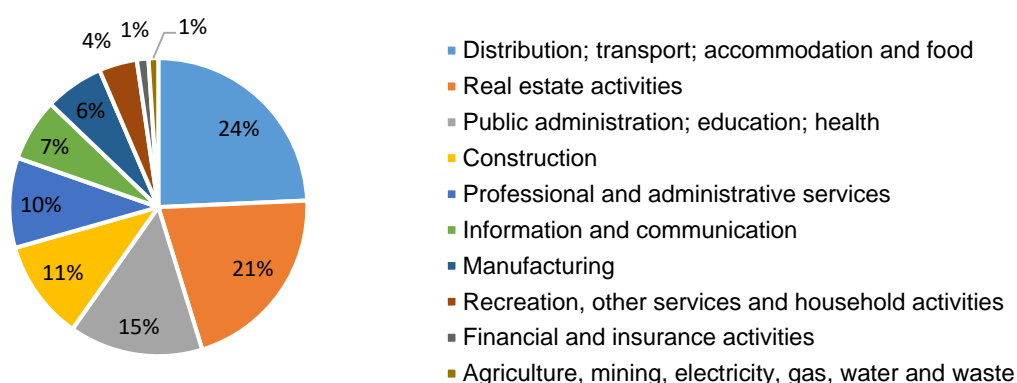 4%
1%
1%
6%
24%
7%
10%
21%
11%
15%
Distribution; transport; accommodation and food
Real estate activities
Public administration; education; health
Construction
Professional and administrative services
Information and communication
Manufacturing
Recreation, other services and household activities
Financial and insurance activities
Agriculture, mining, electricity, gas, water and waste